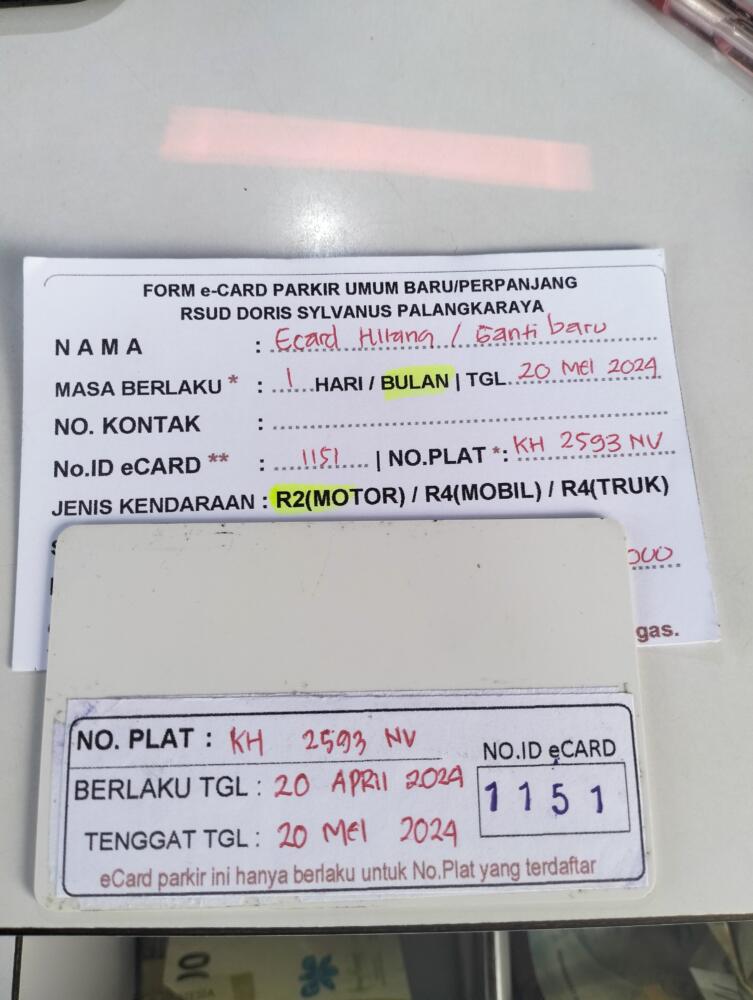 FORM e-CARD PARKIR UMUM BARU/PERPANJANG
RSUD DORIS SYLVANUS PALANGKARAYA
NAMA : Ecard Hilang / Ganti baru
MASA BERLAKU * : 1 HARI / BULAN | TGL 20 MEI 2024
NO. KONTAK :
No.ID eCARD ** : 1151 | NO.PLAT *: KH 2593 NV
JENIS KENDARAAN : R2(MOTOR) / R4(MOBIL) / R4(TRUK)
000
gas.
NO. PLAT : KH 2593 NV
NO.ID eCARD
BERLAKU TGL : 20 APRIL 2024
1151
TENGGAT TGL : 20 MEI 2024
eCard parkir ini hanya berlaku untuk No.Plat yang terdaftar
10